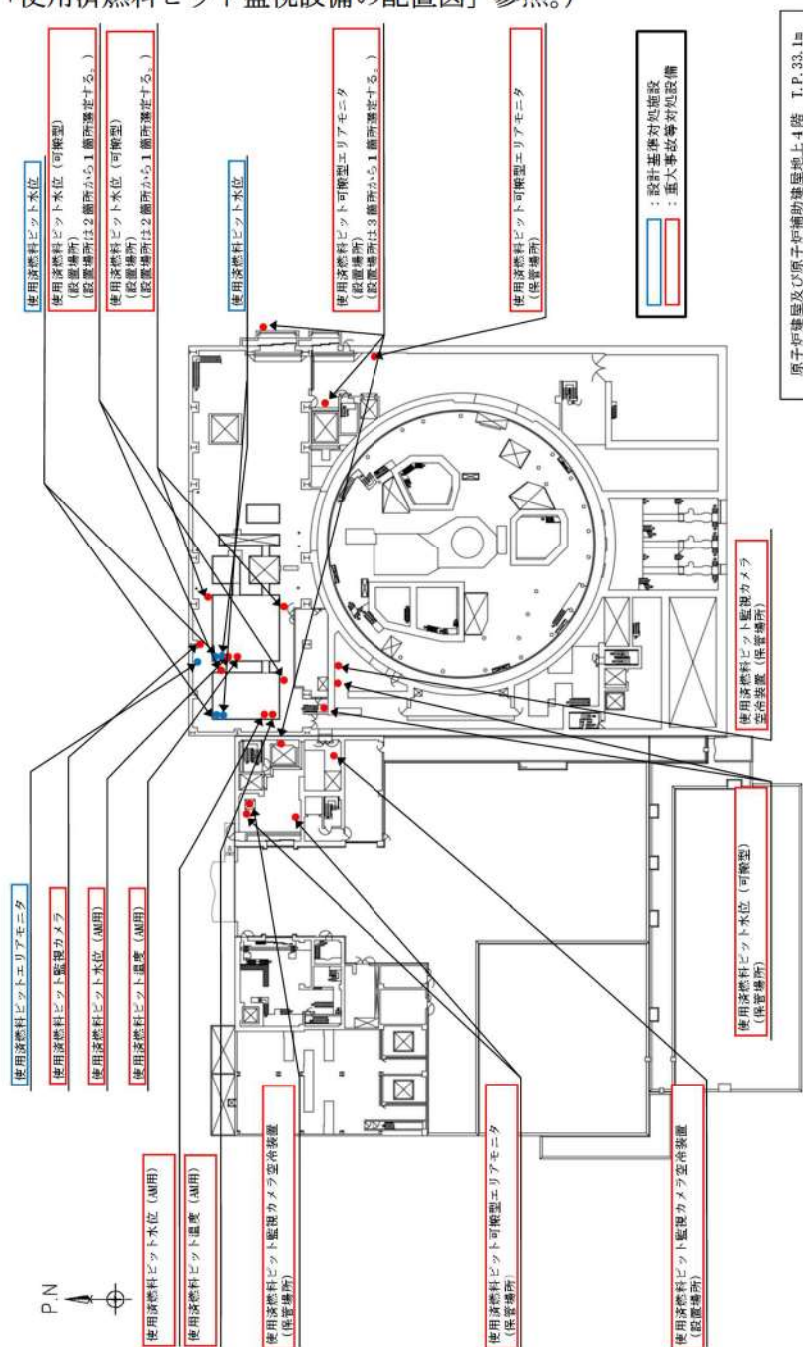 「使用済燃料ピット監視設備の配置図」参照。)
使用済燃料ピット水位
使用済燃料ピット水位（可搬型）
（設置場所）
（設置場所は2箇所から1箇所選定する。）
使用済燃料ピット水位（可搬型）
（設置場所）
（設置場所は2箇所から1箇所選定する。）
使用済燃料ピット水位
使用済燃料ピット可搬型エリアモニタ
（設置場所）
（設置場所は3箇所から1箇所選定する。）
使用済燃料ピット可搬型エリアモニタ
（保管場所）
：設計基準対処施設
：重大事故等対処設備
原子炉建屋及び原子炉補助建屋地上4階 T.P.33.1m
使用済燃料ピットエリアモニタ
使用済燃料ピット監視カメラ
使用済燃料ピット水位（AM用）
使用済燃料ピット温度（AM用）
使用済燃料ピット監視カメラ
空冷装置（保管場所）
使用済燃料ピット水位（可搬型）
（保管場所）
P.N
使用済燃料ピット水位（AM用）
使用済燃料ピット温度（AM用）
使用済燃料ピット監視カメラ空冷装置
（保管場所）
使用済燃料ピット可搬型エリアモニタ
（保管場所）
使用済燃料ピット監視カメラ空冷装置
（設置場所）